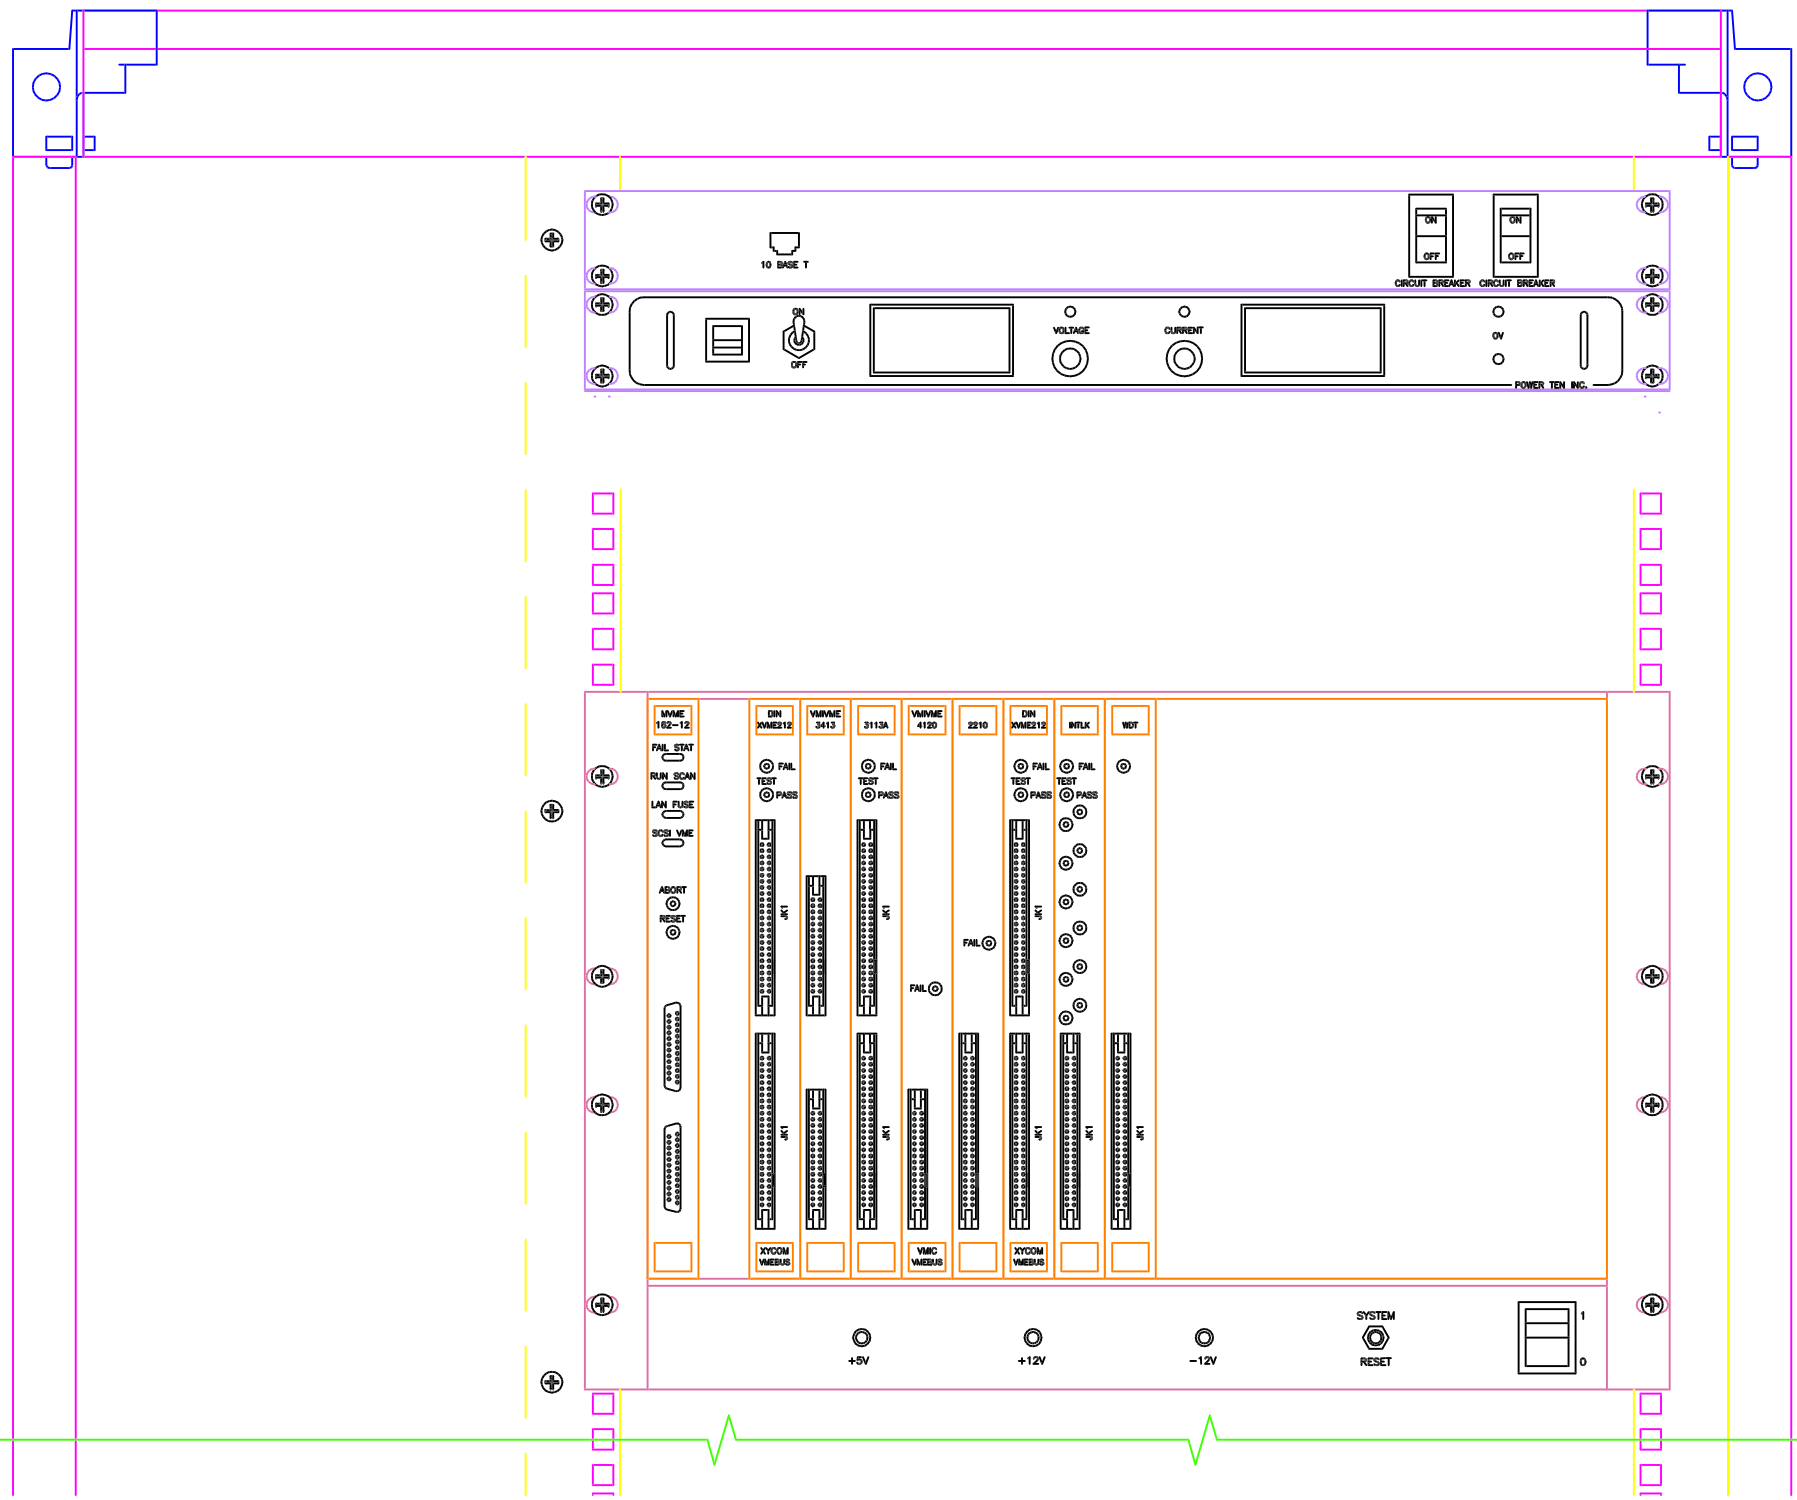 ON ON
10 BASE T
OFF OFF
CIRCUIT BREAKER CIRCUIT BREAKER
ON
VOLTAGE CURRENT
OV
OFF
POWER TEN INC.
MVME
162-12
DIN
XVME212
VMIVME
3413
3113A
VMIVME
4120
2210
DIN
XVME212
INTLK
WDT
FAIL STAT
RUN SCAN
LAN FUSE
SCSI VME
ABORT
RESET
FAIL
TEST
PASS
JK1
JK1
FAIL
TEST
PASS
JK1
JK1
FAIL
FAIL
FAIL
TEST
PASS
JK1
JK1
FAIL
TEST
PASS
JK1
JK1
XYCOM
VMEBUS
VMIC
VMEBUS
XYCOM
VMEBUS
+5V
+12V
-12V
SYSTEM
RESET
1
0